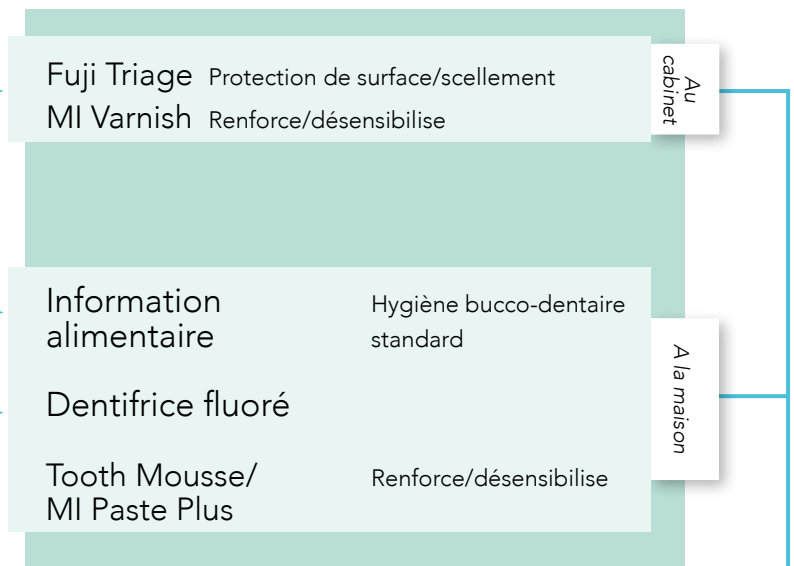 Fuji Triage Protection de surface/scellement
MI Varnish Renforce/désensibilise
Au
cabinet
Information
alimentaire
Hygiène bucco-dentaire
standard
Dentifrice fluoré
Tooth Mousse/
MI Paste Plus
Renforce/désensibilise
A la maison